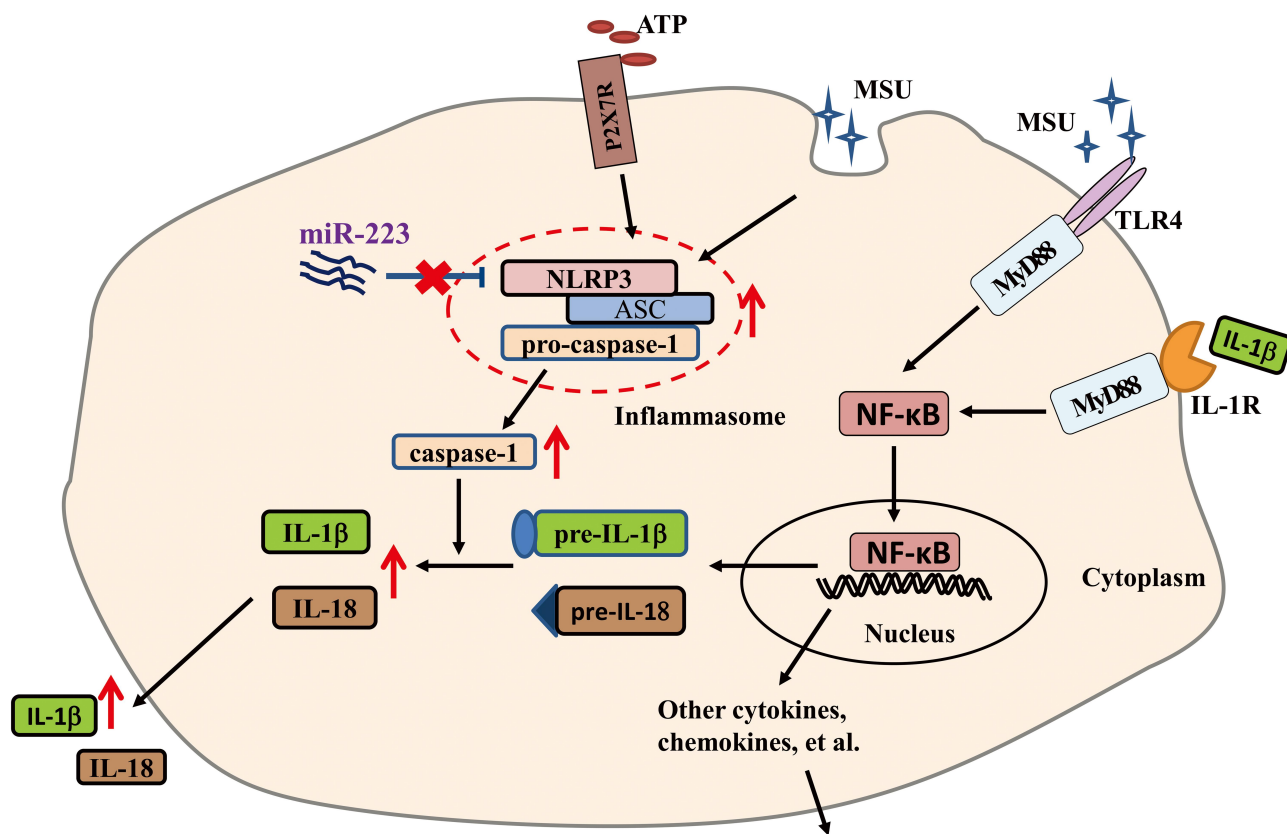 ATP
P2X7R
MSU
MSU
TLR4
MyD88
miR-223
NLRP3
ASC
pro-caspase-1
Inflammasome
IL-1β
IL-1R
MyD88
NF-κB
caspase-1
IL-1β
pre-IL-1β
NF-κB
Cytoplasm
IL-18
pre-IL-18
Nucleus
IL-1β
IL-18
Other cytokines,
chemokines, et al.